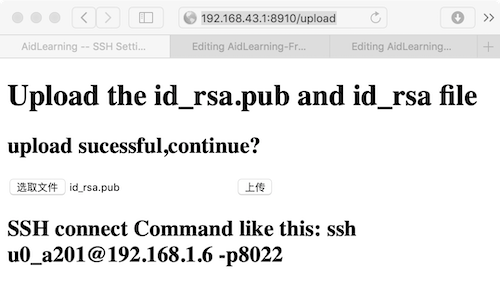 192.168.43.1:8910/upload
AidLearning -- SSH Setti...
Editing AidLearning-Fr...
Editing AidLearning...
Upload the id_rsa.pub and id_rsa file
upload sucessful,continue?
选取文件 id_rsa.pub 上传
SSH connect Command like this: ssh
u0_a201@192.168.1.6 -p8022